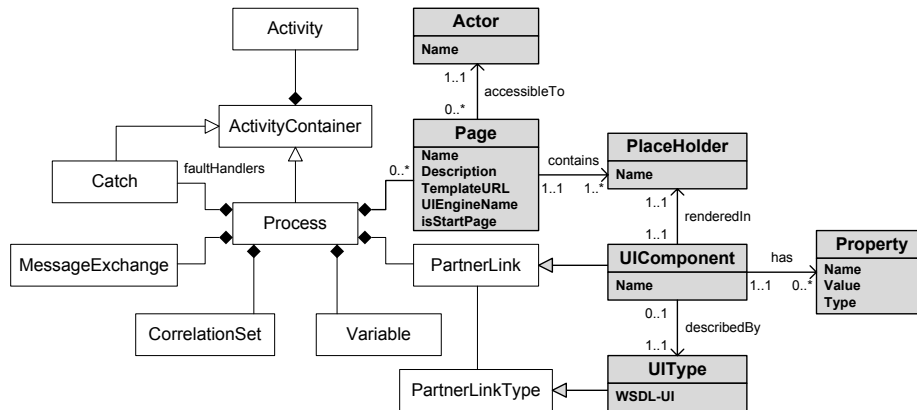 Activity
Actor
Name
1..1
accessibleTo
0..*
ActivityContainer
Page
Name
Description
TemplateURL
UIEngineName
isStartPage
contains
1..1
1..*
PlaceHolder
Name
Catch
faultHandlers
0..*
Process
1..1
renderedIn
1..1
MessageExchange
PartnerLink
UIComponent
Name
has
1..1
0..*
Property
Name
Value
Type
CorrelationSet
Variable
0..1
describedBy
1..1
PartnerLinkType
UIType
WSDL-UI